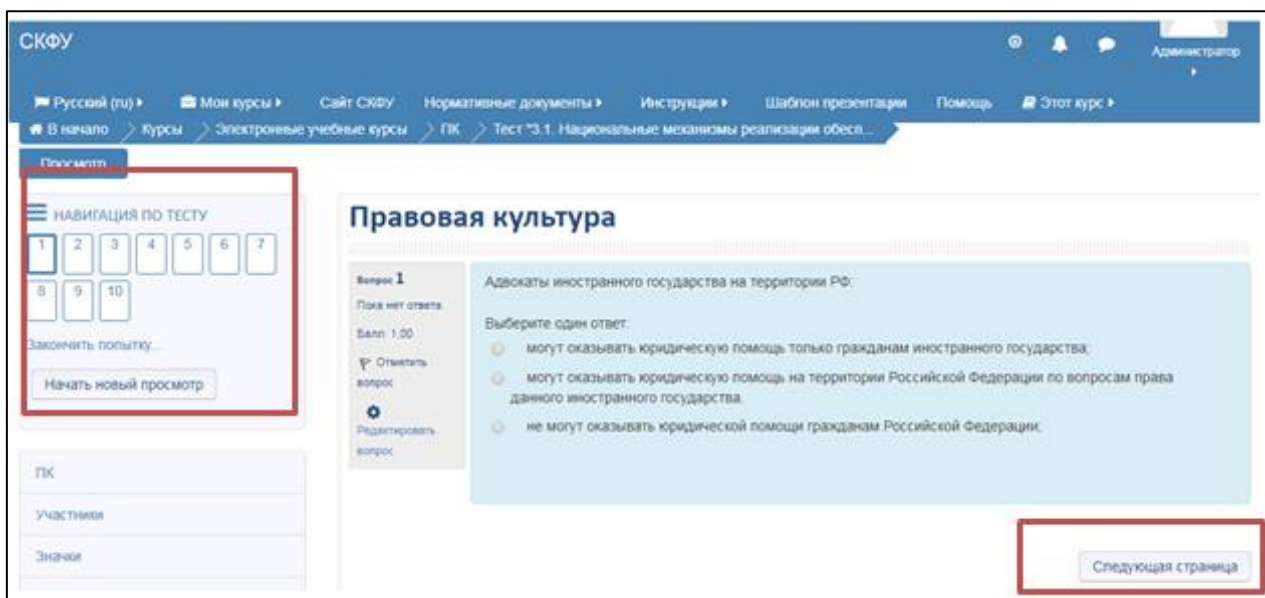 СКФУ
Администратор
Русский (ru)
Мои курсы
Сайт СКФУ
Нормативные документы
Инструкции
Шаблон презентации
Помощь
Этот курс
В начало
Курсы
Электронные учебные курсы
ПК
Тест "3.1. Национальные механизмы реализации обесп...
Просмотр
НАВИГАЦИЯ ПО ТЕСТУ
1 2 3 4 5 6 7
8 9 10
Закончить попытку...
Начать новый просмотр
ПК
Участники
Значки
Правовая культура
Вопрос 1
Пока нет ответа
Балл: 1,00
Отметить
вопрос
Редактировать
вопрос
Адвокаты иностранного государства на территории РФ:
Выберите один ответ:
могут оказывать юридическую помощь только гражданам иностранного государства;
могут оказывать юридическую помощь на территории Российской Федерации по вопросам права
данного иностранного государства.
не могут оказывать юридической помощи гражданам Российской Федерации;
Следующая страница